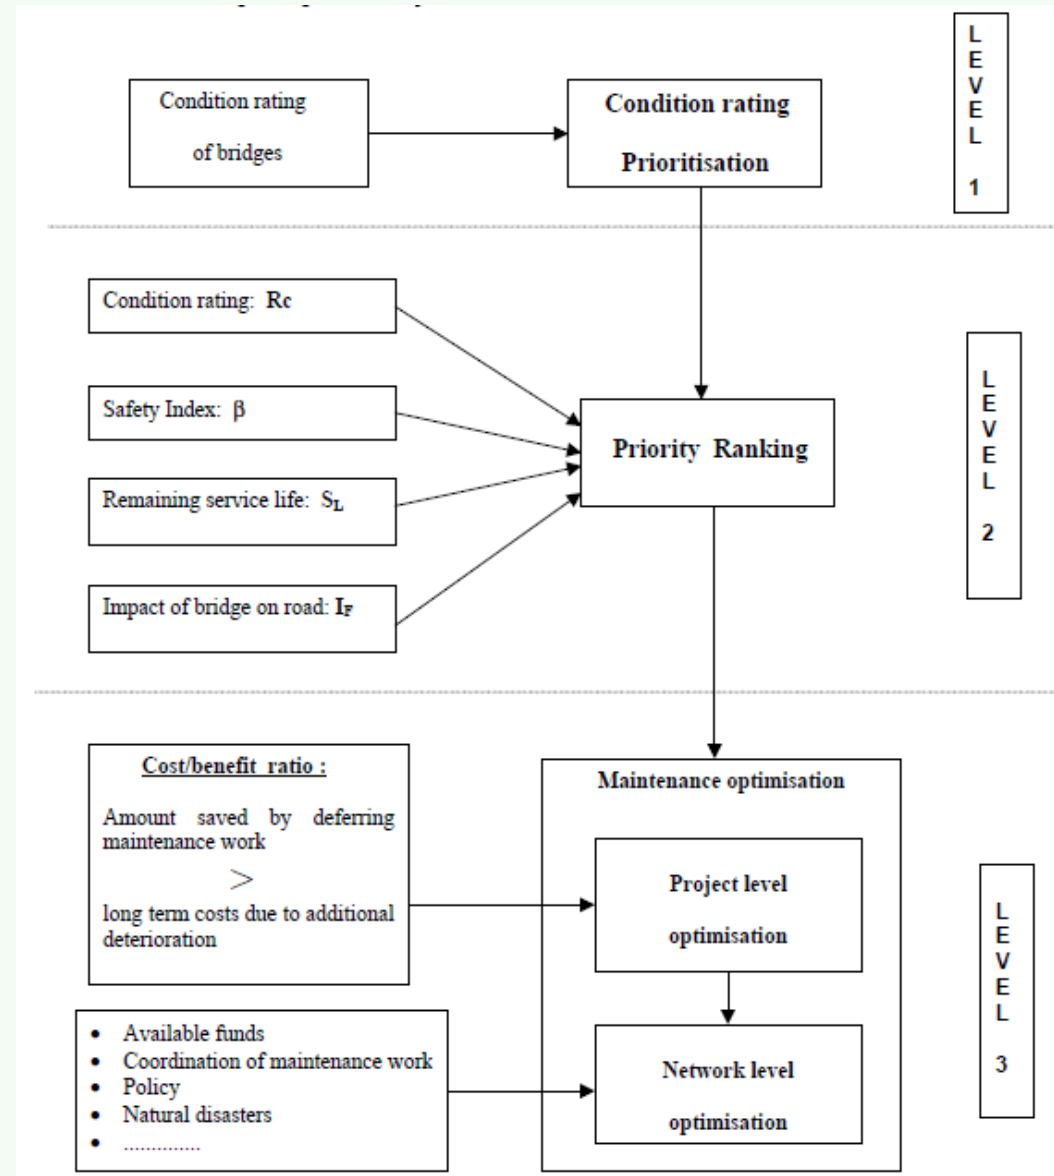 Condition rating
of bridges
Condition rating
Prioritisation
L
E
V
E
L
1
Condition rating: Rc
Safety Index: β
Remaining service life: SL
Impact of bridge on road: IF
Priority Ranking
L
E
V
E
L
2
Cost/benefit ratio :
Amount saved by deferring
maintenance work
>
long term costs due to additional
deterioration
Maintenance optimisation
Project level
optimisation
• Available funds
• Coordination of maintenance work
• Policy
• Natural disasters
• ..............
Network level
optimisation
L
E
V
E
L
3